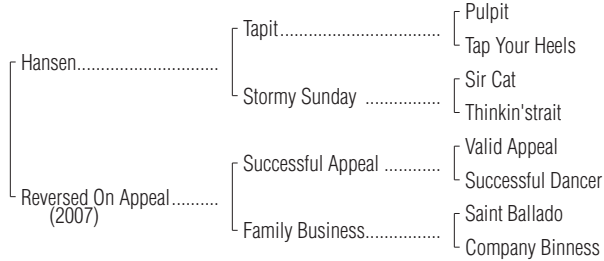 Pulpit
Tapit
Tap Your Heels
Hansen
Sir Cat
Stormy Sunday
Thinkin'strait
Valid Appeal
Successful Appeal
Successful Dancer
Reversed On Appeal
(2007)
Saint Ballado
Family Business
Company Binness